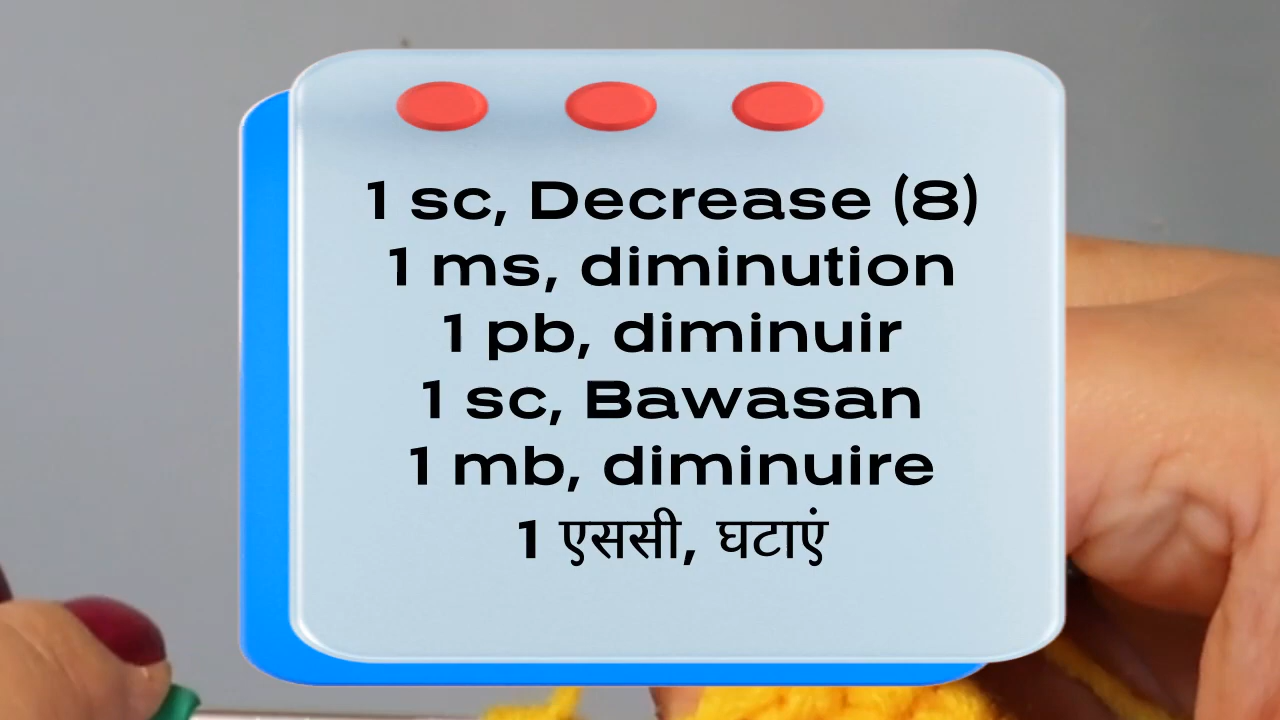 1 sc, Decrease (8)
1 ms, diminution
1 pb, diminuir
1 sc, Bawasan
1 mb, diminuire
1 एससी, घटाएं